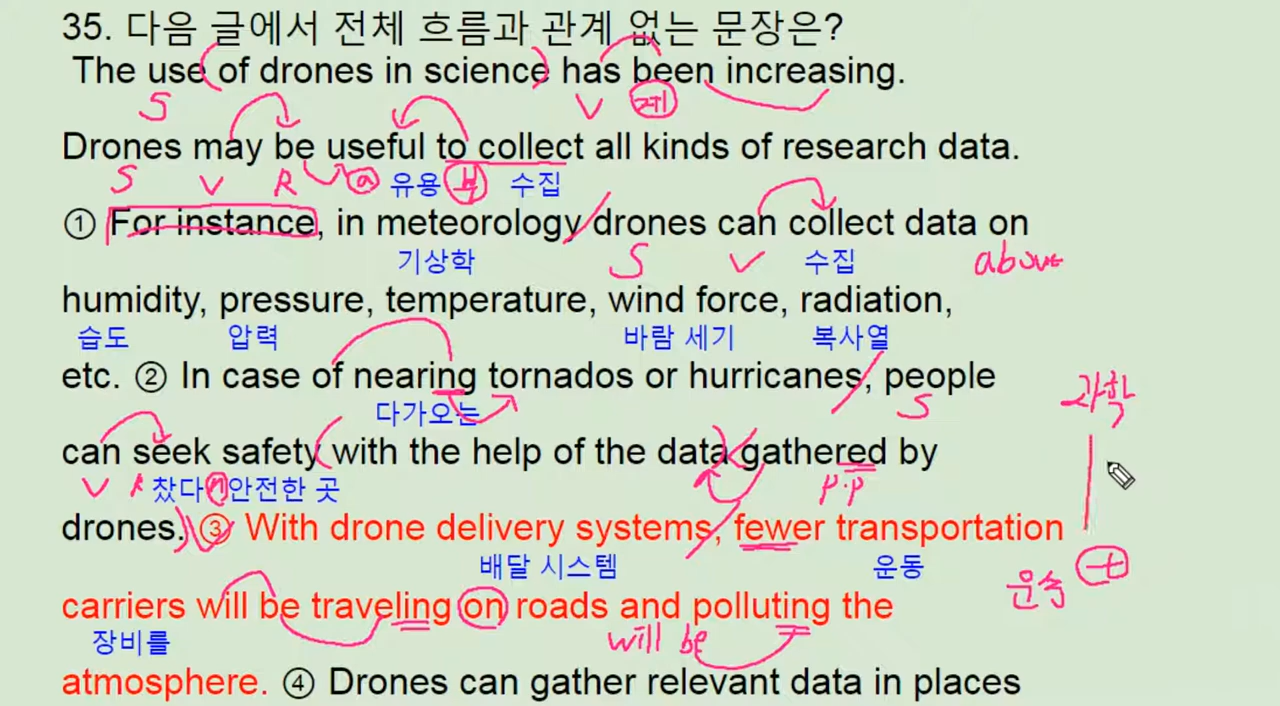 35. 다음 글에서 전체 흐름과 관계 없는 문장은?
The use of drones in science has been increasing.
S V 과
Drones may be useful to collect all kinds of research data.
S V R ⓐ 유용 부 수집
① For instance, in meteorology drones can collect data on
기상학 S V 수집 about
humidity, pressure, temperature, wind force, radiation,
습도 압력 바람 세기 복사열
etc. ② In case of nearing tornados or hurricanes, people
다가오는 S 과학
can seek safety with the help of the data gathered by
V R 찼다 n 안전한 곳 p.p
drones. ③ With drone delivery systems, fewer transportation
배달 시스템 운동 운송
carriers will be traveling on roads and polluting the
장비를 will be
atmosphere. ④ Drones can gather relevant data in places